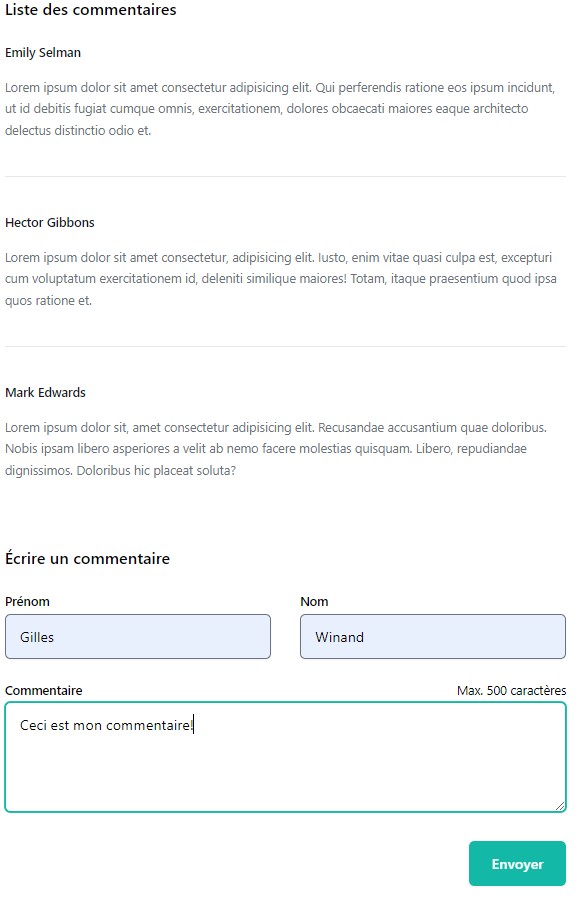 Liste des commentaires
Emily Selman
Lorem ipsum dolor sit amet consectetur adipisicing elit. Qui perferendis ratione eos ipsum incidunt,
ut id debitis fugiat cumque omnis, exercitationem, dolores obcaecati maiores eaque architecto
delectus distinctio odio et.
Hector Gibbons
Lorem ipsum dolor sit amet consectetur, adipisicing elit. Iusto, enim vitae quasi culpa est, excepturi
cum voluptatum exercitationem id, deleniti similique maiores! Totam, itaque praesentium quod ipsa
quos ratione et.
Mark Edwards
Lorem ipsum dolor sit, amet consectetur adipisicing elit. Recusandae accusantium quae doloribus.
Nobis ipsam libero asperiores a velit ab nemo facere molestias quisquam. Libero, repudiandae
dignissimos. Doloribus hic placeat soluta?
Écrire un commentaire
Prénom Nom
Gilles Winand
Commentaire Max. 500 caractères
Ceci est mon commentaire!
Envoyer